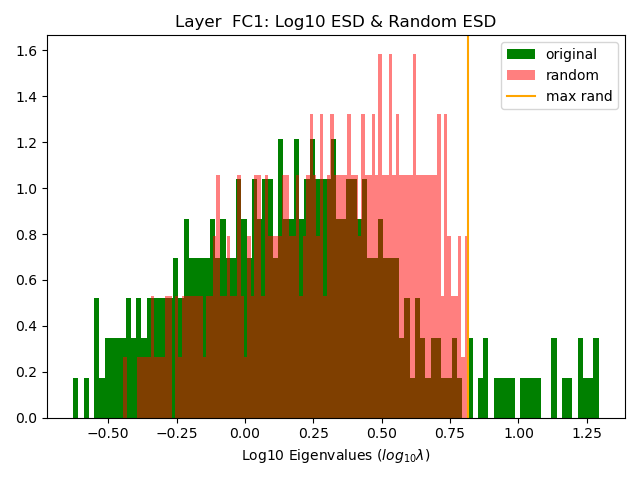 Layer  FC1: Log10 ESD & Random ESD
original
random
max rand
1.6
1.4
1.2
1.0
0.8
0.6
0.4
0.2
0.0
−0.50 −0.25 0.00 0.25 0.50 0.75 1.00 1.25
Log10 Eigenvalues (log₁₀λ)